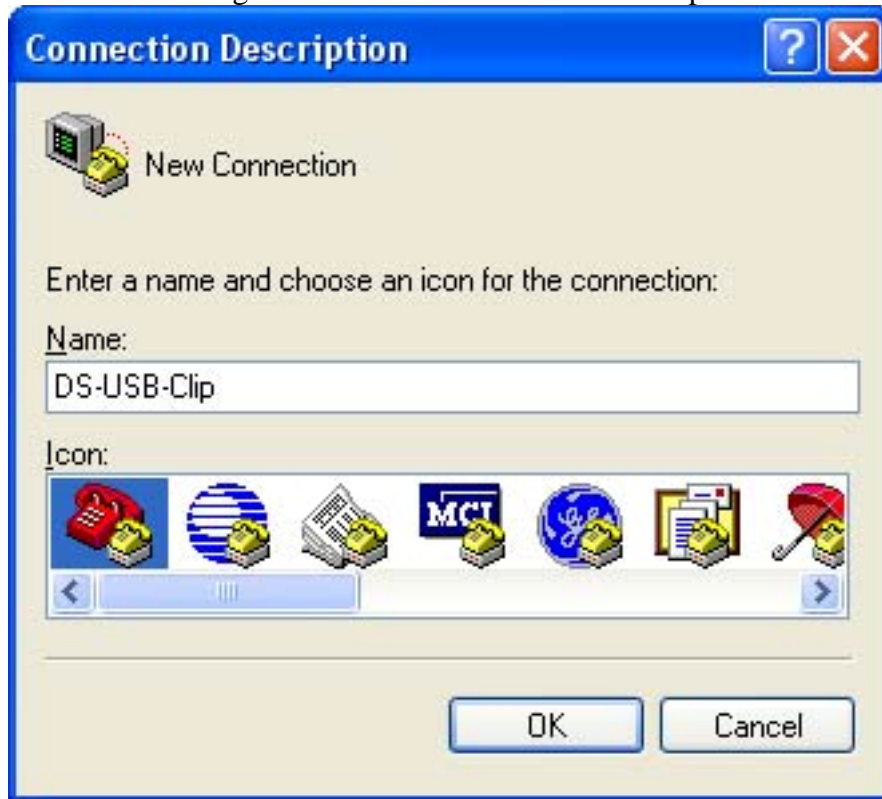 Connection Description
New Connection
Enter a name and choose an icon for the connection:
Name:
DS-USB-Clip
Icon:
MCI
OK Cancel